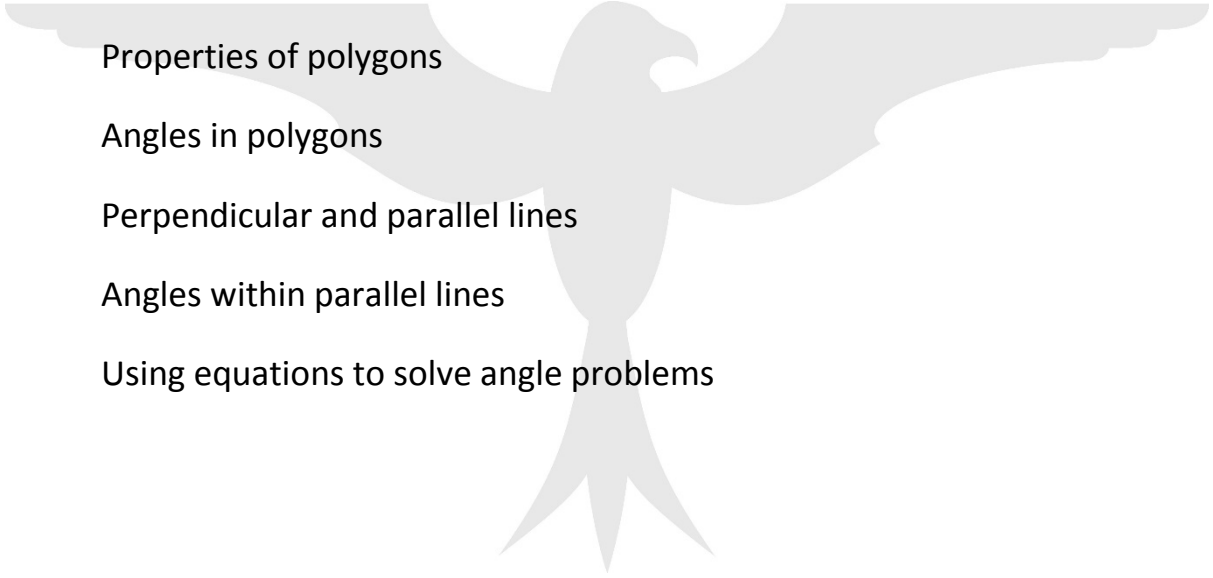 Properties of polygons
Angles in polygons
Perpendicular and parallel lines
Angles within parallel lines
Using equations to solve angle problems